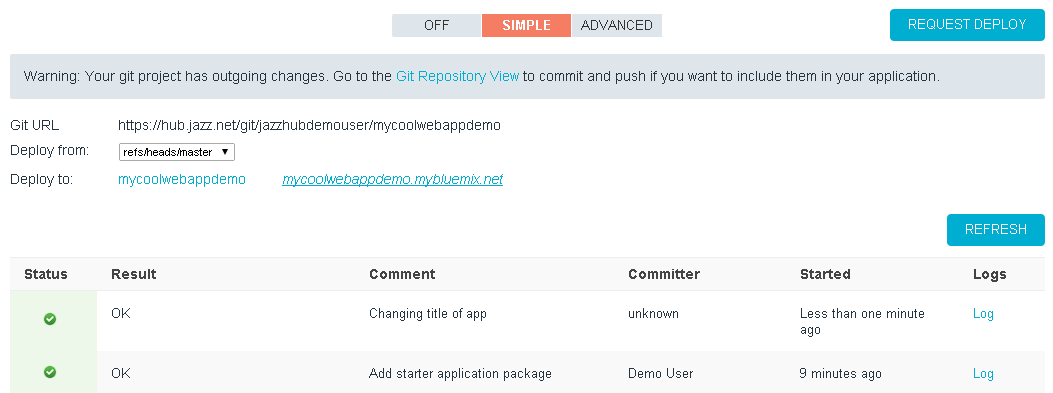 OFF SIMPLE ADVANCED REQUEST DEPLOY
Warning: Your git project has outgoing changes. Go to the Git Repository View to commit and push if you want to include them in your application.
Git URL https://hub.jazz.net/git/jazzhubdemouser/mycoolwebappdemo
Deploy from: refs/heads/master
Deploy to: mycoolwebappdemo mycoolwebappdemo.mybluemix.net
REFRESH
Status Result Comment Committer Started Logs
OK Changing title of app unknown Less than one minute Log
ago
OK Add starter application package Demo User 9 minutes ago Log